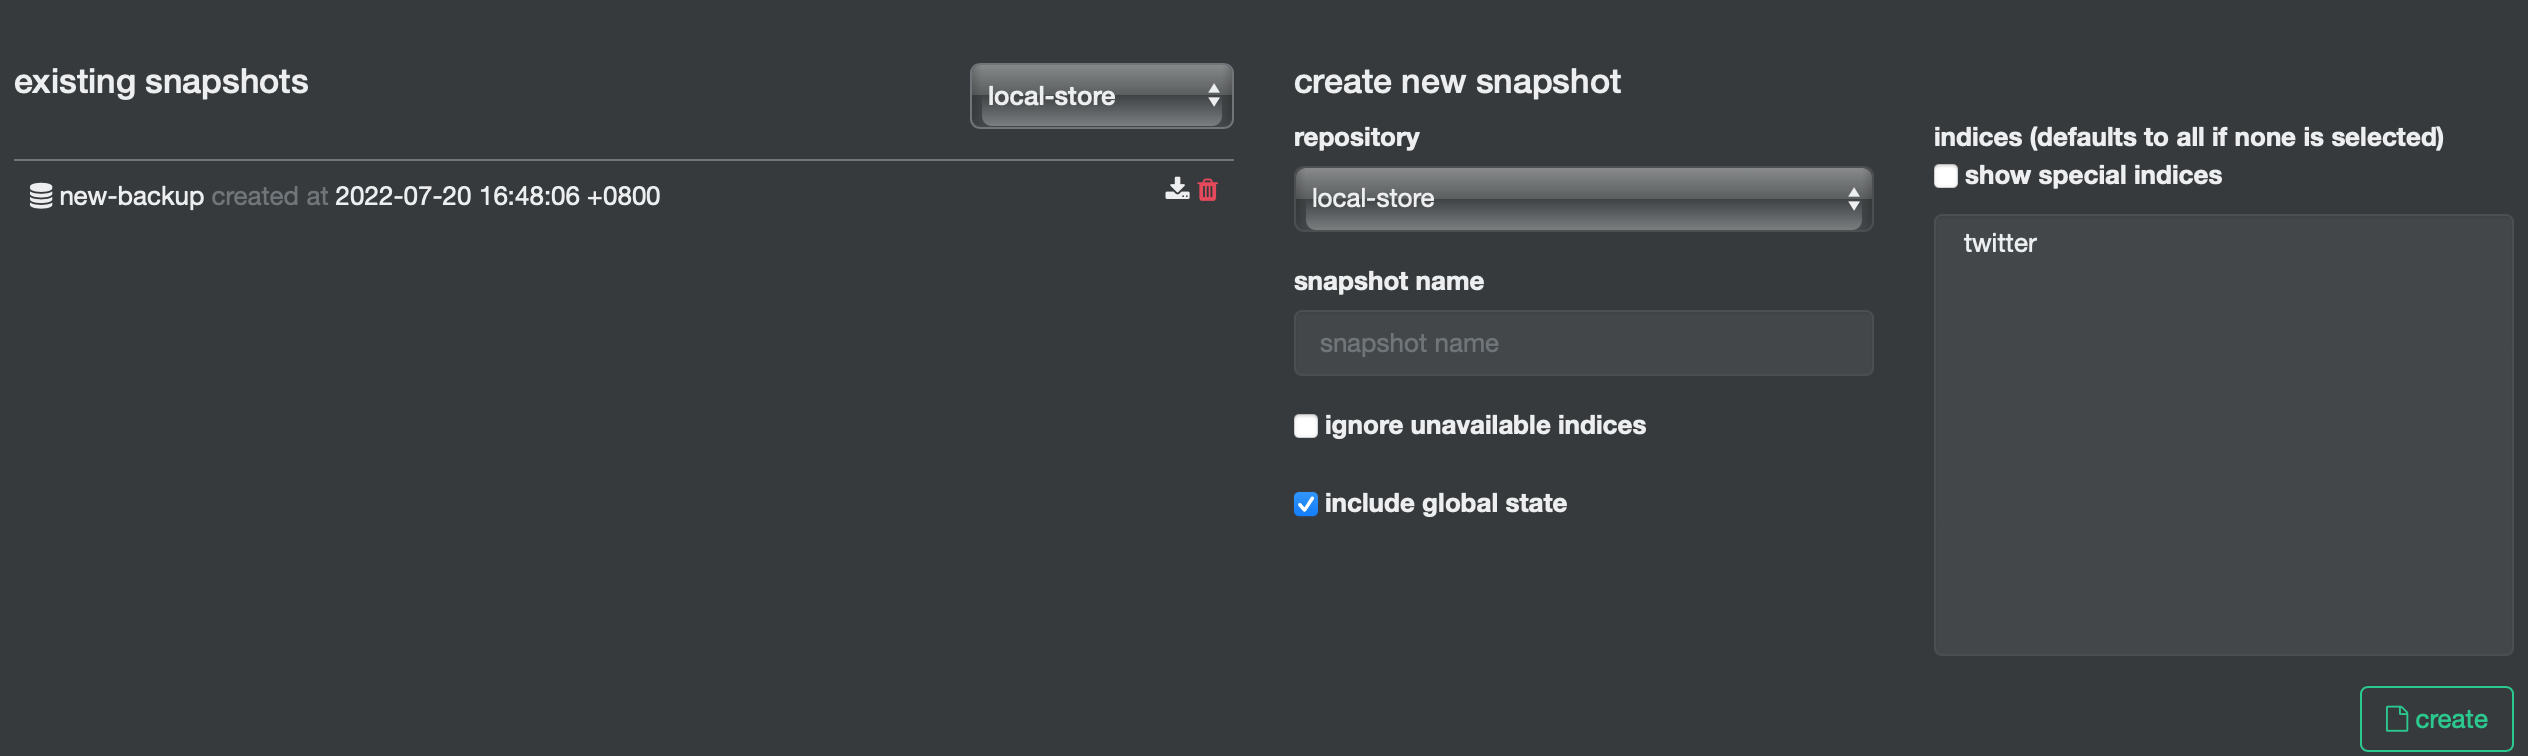 existing snapshots
local-store
new-backup created at 2022-07-20 16:48:06 +0800
create new snapshot
repository
local-store
snapshot name
snapshot name
ignore unavailable indices
include global state
indices (defaults to all if none is selected)
show special indices
twitter
create